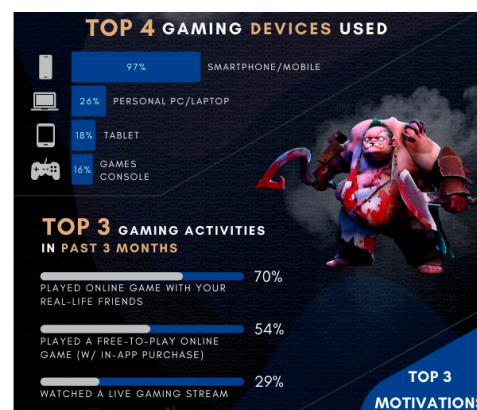 TOP 4 GAMING DEVICES USED
97% SMARTPHONE/MOBILE
26% PERSONAL PC/LAPTOP
18% TABLET
16% GAMES
CONSOLE
TOP 3 GAMING ACTIVITIES
IN PAST 3 MONTHS
70%
PLAYED ONLINE GAME WITH YOUR
REAL-LIFE FRIENDS
54%
PLAYED A FREE-TO-PLAY ONLINE
GAME (W/ IN-APP PURCHASE)
29%
WATCHED A LIVE GAMING STREAM
TOP 3
MOTIVATIONS